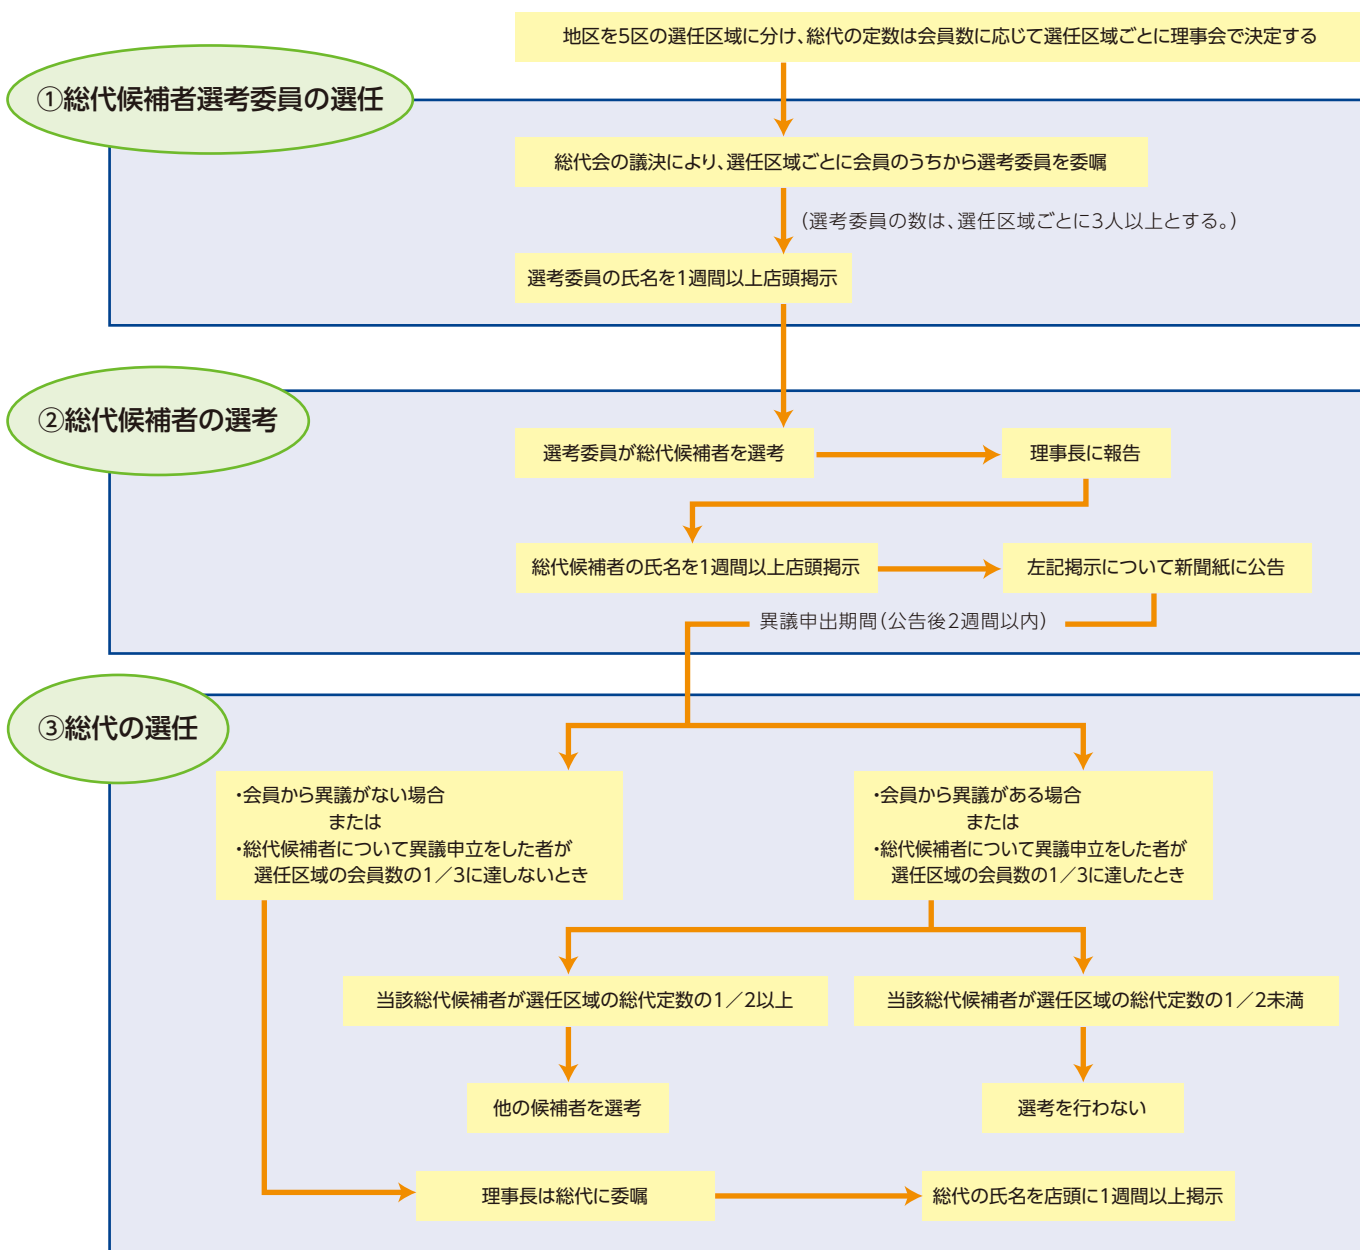 地区を5区の選任区域に分け、総代の定数は会員数に応じて選任区域ごとに理事会で決定する
①総代候補者選考委員の選任
総代会の議決により、選任区域ごとに会員のうちから選考委員を委嘱
(選考委員の数は、選任区域ごとに3人以上とする。)
選考委員の氏名を1週間以上店頭掲示
②総代候補者の選考
選考委員が総代候補者を選考
理事長に報告
総代候補者の氏名を1週間以上店頭掲示
左記掲示について新聞紙に公告
異議申出期間(公告後2週間以内)
③総代の選任
・会員から異議がない場合
または
・総代候補者について異議申立をした者が
選任区域の会員数の1／3に達しないとき
・会員から異議がある場合
または
・総代候補者について異議申立をした者が
選任区域の会員数の1／3に達したとき
当該総代候補者が選任区域の総代定数の1／2以上
当該総代候補者が選任区域の総代定数の1／2未満
他の候補者を選考
選考を行わない
理事長は総代に委嘱
総代の氏名を店頭に1週間以上掲示